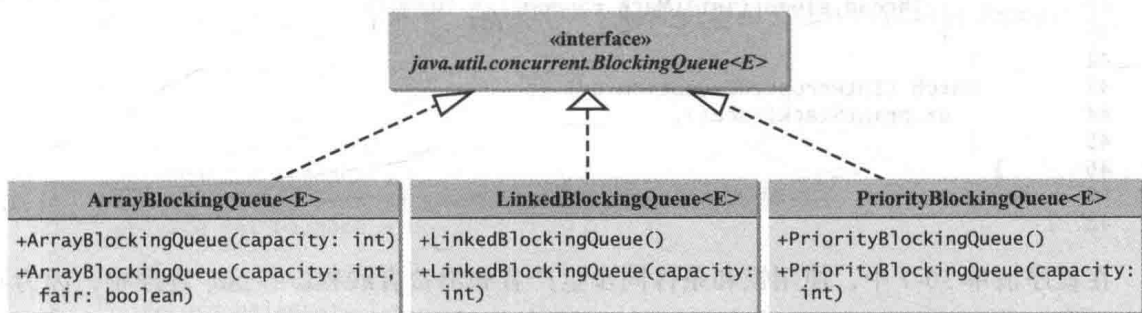 «interface»
java.util.concurrent.BlockingQueue<E>
ArrayBlockingQueue<E>
+ArrayBlockingQueue(capacity: int)
+ArrayBlockingQueue(capacity: int,
fair: boolean)
LinkedBlockingQueue<E>
+LinkedBlockingQueue()
+LinkedBlockingQueue(capacity:
int)
PriorityBlockingQueue<E>
+PriorityBlockingQueue()
+PriorityBlockingQueue(capacity:
int)